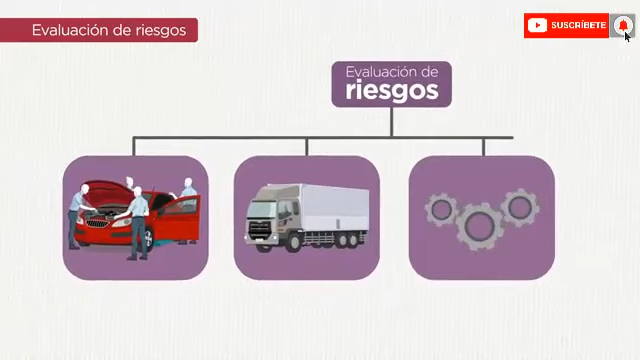 Evaluación de riesgos
SUSCRÍBETE
Evaluación de
riesgos